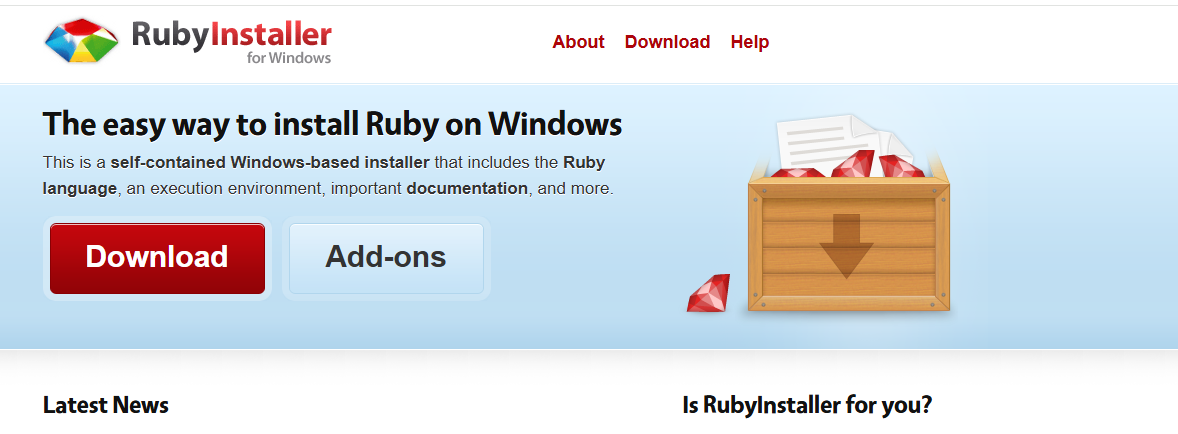 RubyInstaller
for Windows
About Download Help
The easy way to install Ruby on Windows
This is a self-contained Windows-based installer that includes the Ruby
language, an execution environment, important documentation, and more.
Download Add-ons
Latest News
Is RubyInstaller for you?